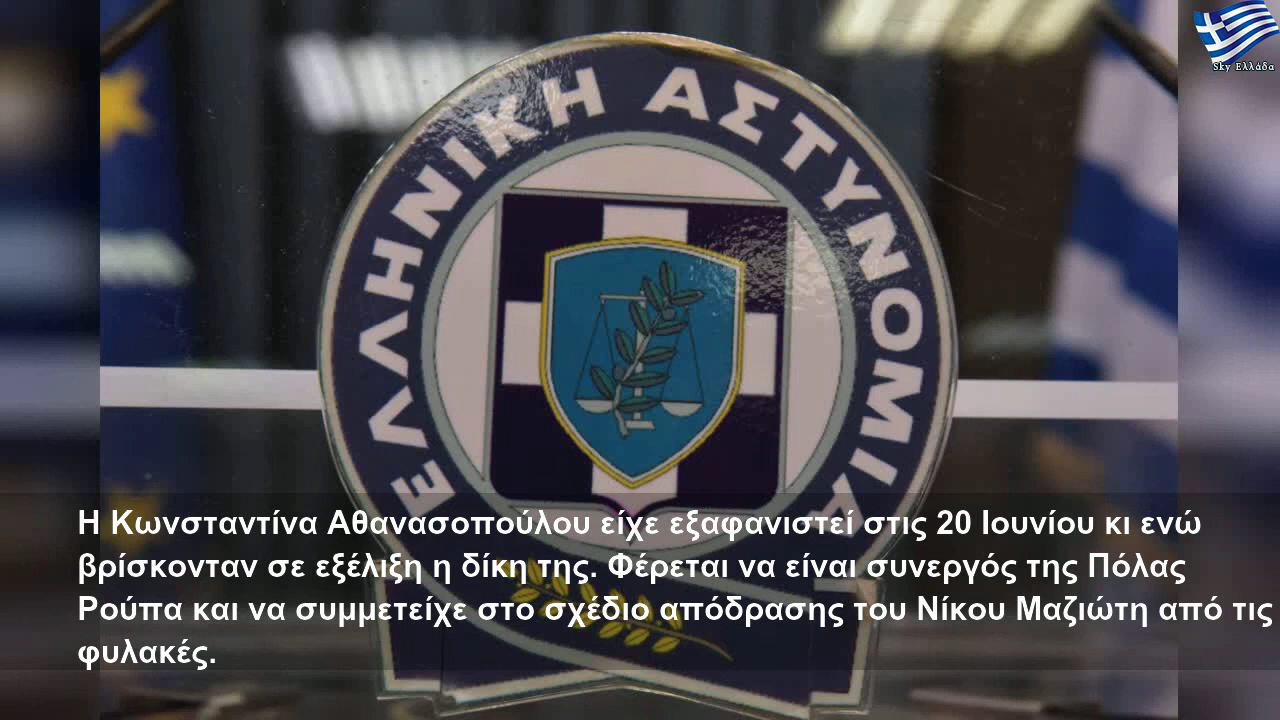 Sky Ελλάδα
ΕΛΛΗΝΙΚΗ ΑΣΤΥΝΟΜΙΑ
Η Κωνσταντίνα Αθανασοπούλου είχε εξαφανιστεί στις 20 Ιουνίου κι ενώ
βρίσκονταν σε εξέλιξη η δίκη της. Φέρεται να είναι συνεργός της Πόλας
Ρούπα και να συμμετείχε στο σχέδιο απόδρασης του Νίκου Μαζιώτη από τις
φυλακές.